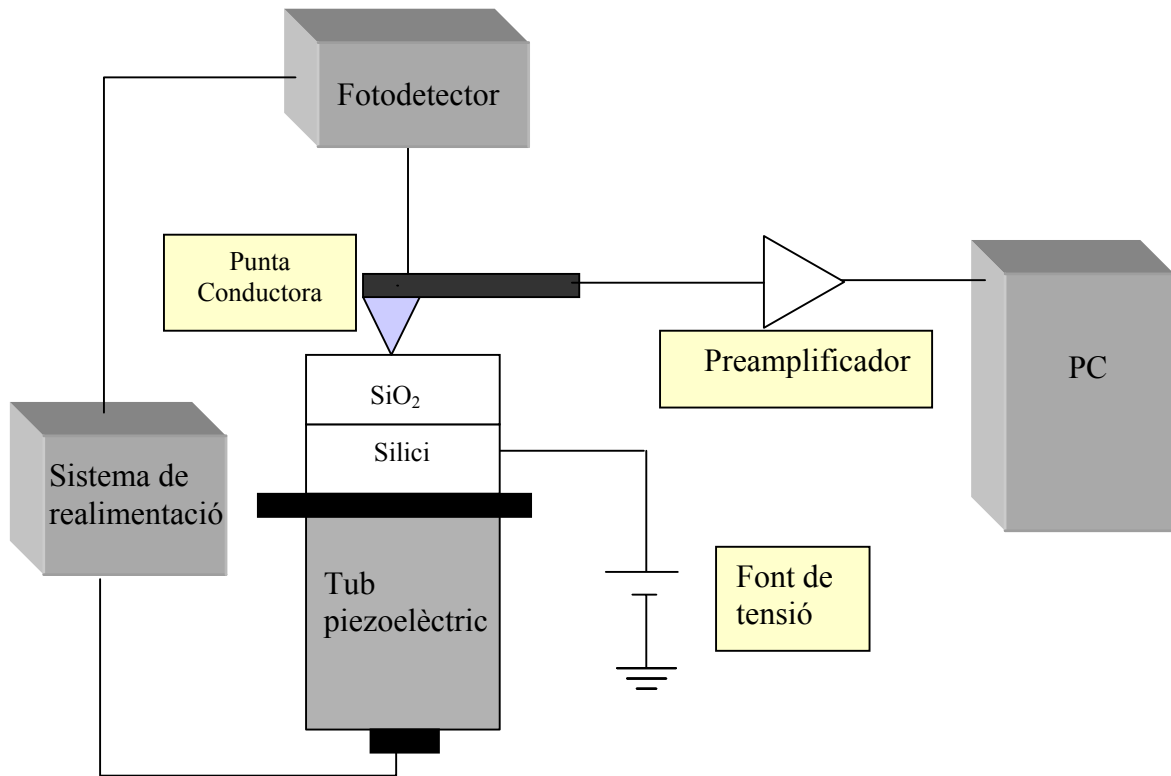 Fotodetector
Punta
Conductora
Preamplificador
PC
SiO₂
Silici
Sistema de
realimentació
Tub
piezoelèctric
Font de
tensió